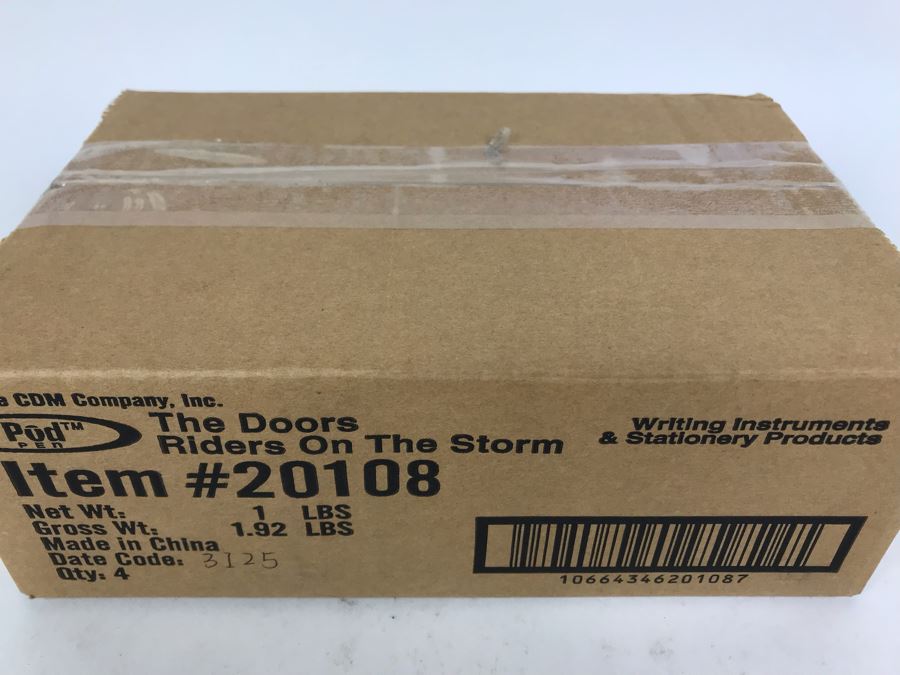 CDM Company, Inc.
Pōd™
PEN
The Doors
Riders On The Storm
Writing Instruments
& Stationery Products
Item #20108
Net Wt: 1 LBS
Gross Wt: 1.92 LBS
Made in China
Date Code: 3125
Qty: 4
10664346201087